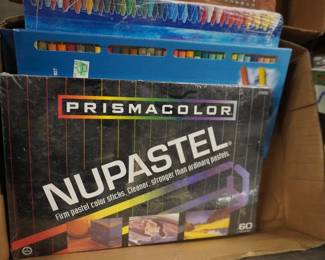 PRISMACOLOR
NUPASTEL®
Firm pastel color sticks. Cleaner, stronger than ordinary pastels.
60